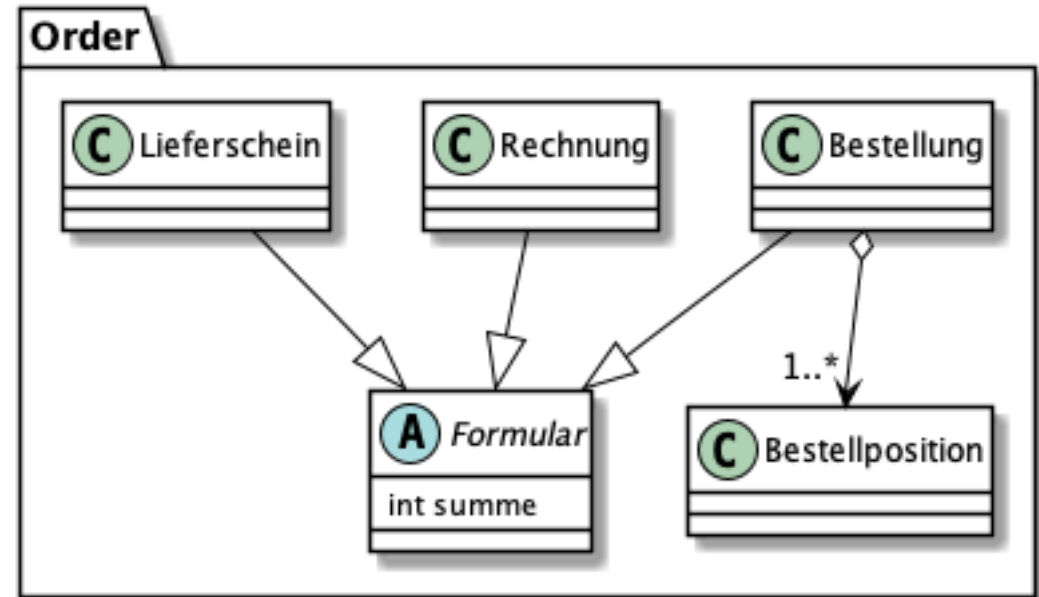 Order
C Lieferschein
C Rechnung
C Bestellung
1..*
A Formular
int summe
C Bestellposition